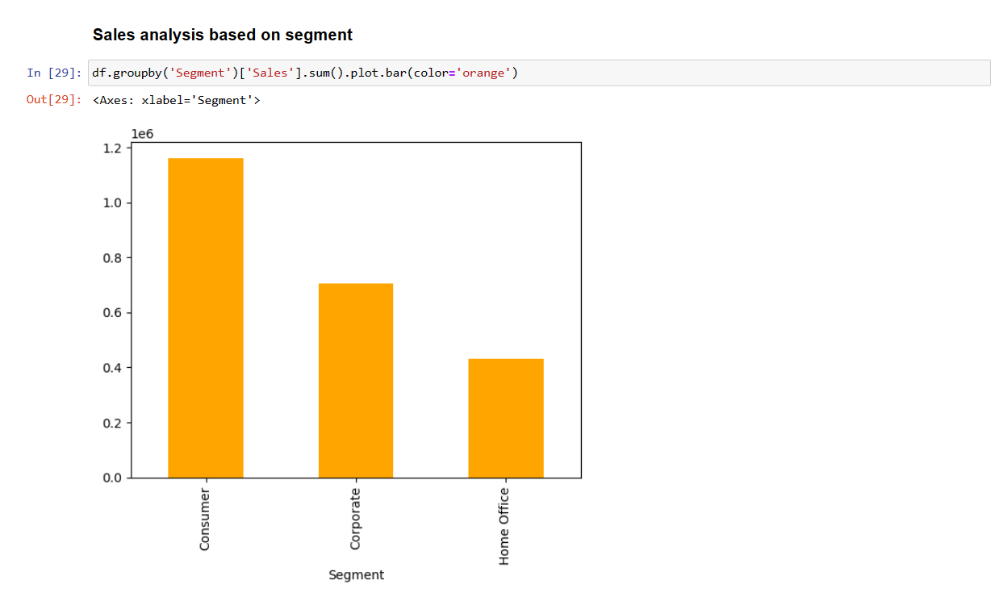 Sales analysis based on segment
In [29]: df.groupby('Segment')['Sales'].sum().plot.bar(color='orange')
Out[29]: <Axes: xlabel='Segment'>
1e6
1.2
1.0
0.8
0.6
0.4
0.2
0.0
Consumer
Corporate
Home Office
Segment